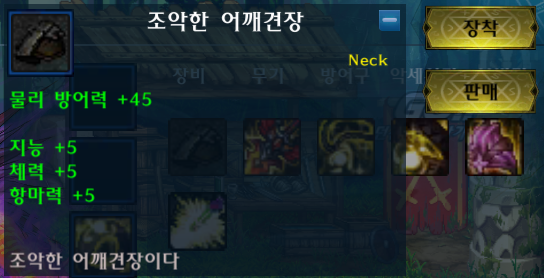 조악한 어깨견장
장착
Neck
장비 무기 방어구 악세
물리 방어력 +45
판매
지능 +5
체력 +5
항마력 +5
조악한 어깨견장이다